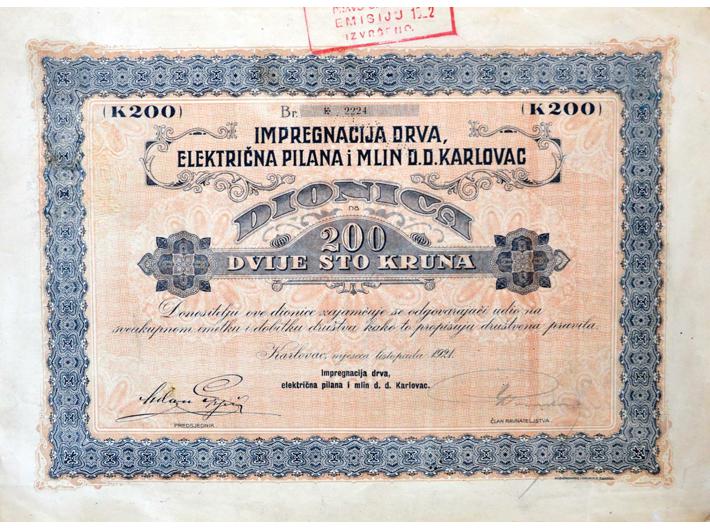 EMISIJU
IZVRŠENO.
(K200)
Br. K 2224
(K200)
IMPREGNACIJA DRVA,
ELEKTRIČNA PILANA i MLIN D.D. KARLOVAC
DIONICA
na
200
DVIJE STO KRUNA
Donositelju ove dionice zajamčuje se odgovarajući udio na
sveukupnom imetku i dobitku društva kako to propisuju društvena pravila.
Karlovac, mjeseca listopada 1921.
Impregnacija drva,
električna pilana i mlin d. d. Karlovac.
PREDSJEDNIK
ČLAN RAVNATELJSTVA